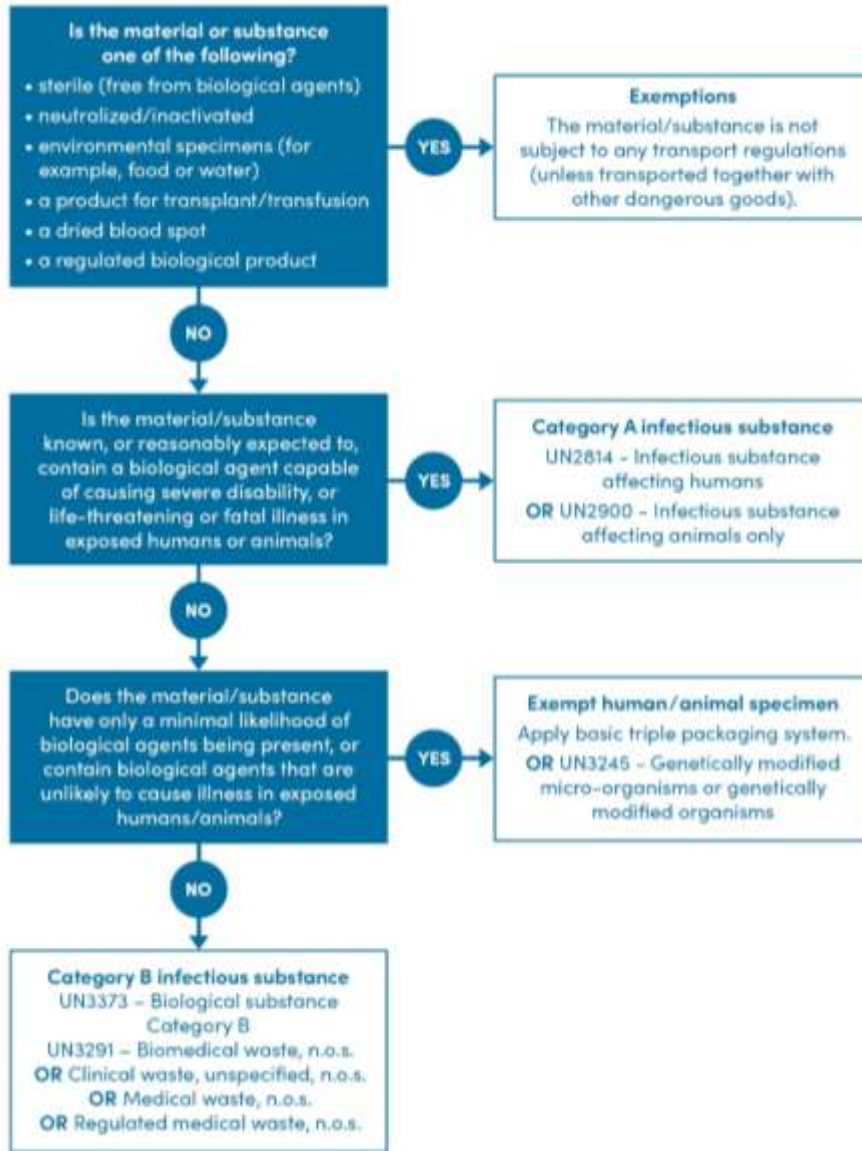 Is the material or substance
one of the following?
• sterile (free from biological agents)
• neutralized/inactivated
• environmental specimens (for
example, food or water)
• a product for transplant/transfusion
• a dried blood spot
• a regulated biological product
YES
Exemptions
The material/substance is not
subject to any transport regulations
(unless transported together with
other dangerous goods).
NO
Is the material/substance
known, or reasonably expected to,
contain a biological agent capable
of causing severe disability, or
life-threatening or fatal illness in
exposed humans or animals?
YES
Category A infectious substance
UN2814 - Infectious substance
affecting humans
OR UN2900 - Infectious substance
affecting animals only
NO
Does the material/substance
have only a minimal likelihood of
biological agents being present, or
contain biological agents that are
unlikely to cause illness in exposed
humans/animals?
YES
Exempt human/animal specimen
Apply basic triple packaging system.
OR UN3245 - Genetically modified
micro-organisms or genetically
modified organisms
NO
Category B infectious substance
UN3373 – Biological substance
Category B
UN3291 – Biomedical waste, n.o.s.
OR Clinical waste, unspecified, n.o.s.
OR Medical waste, n.o.s.
OR Regulated medical waste, n.o.s.